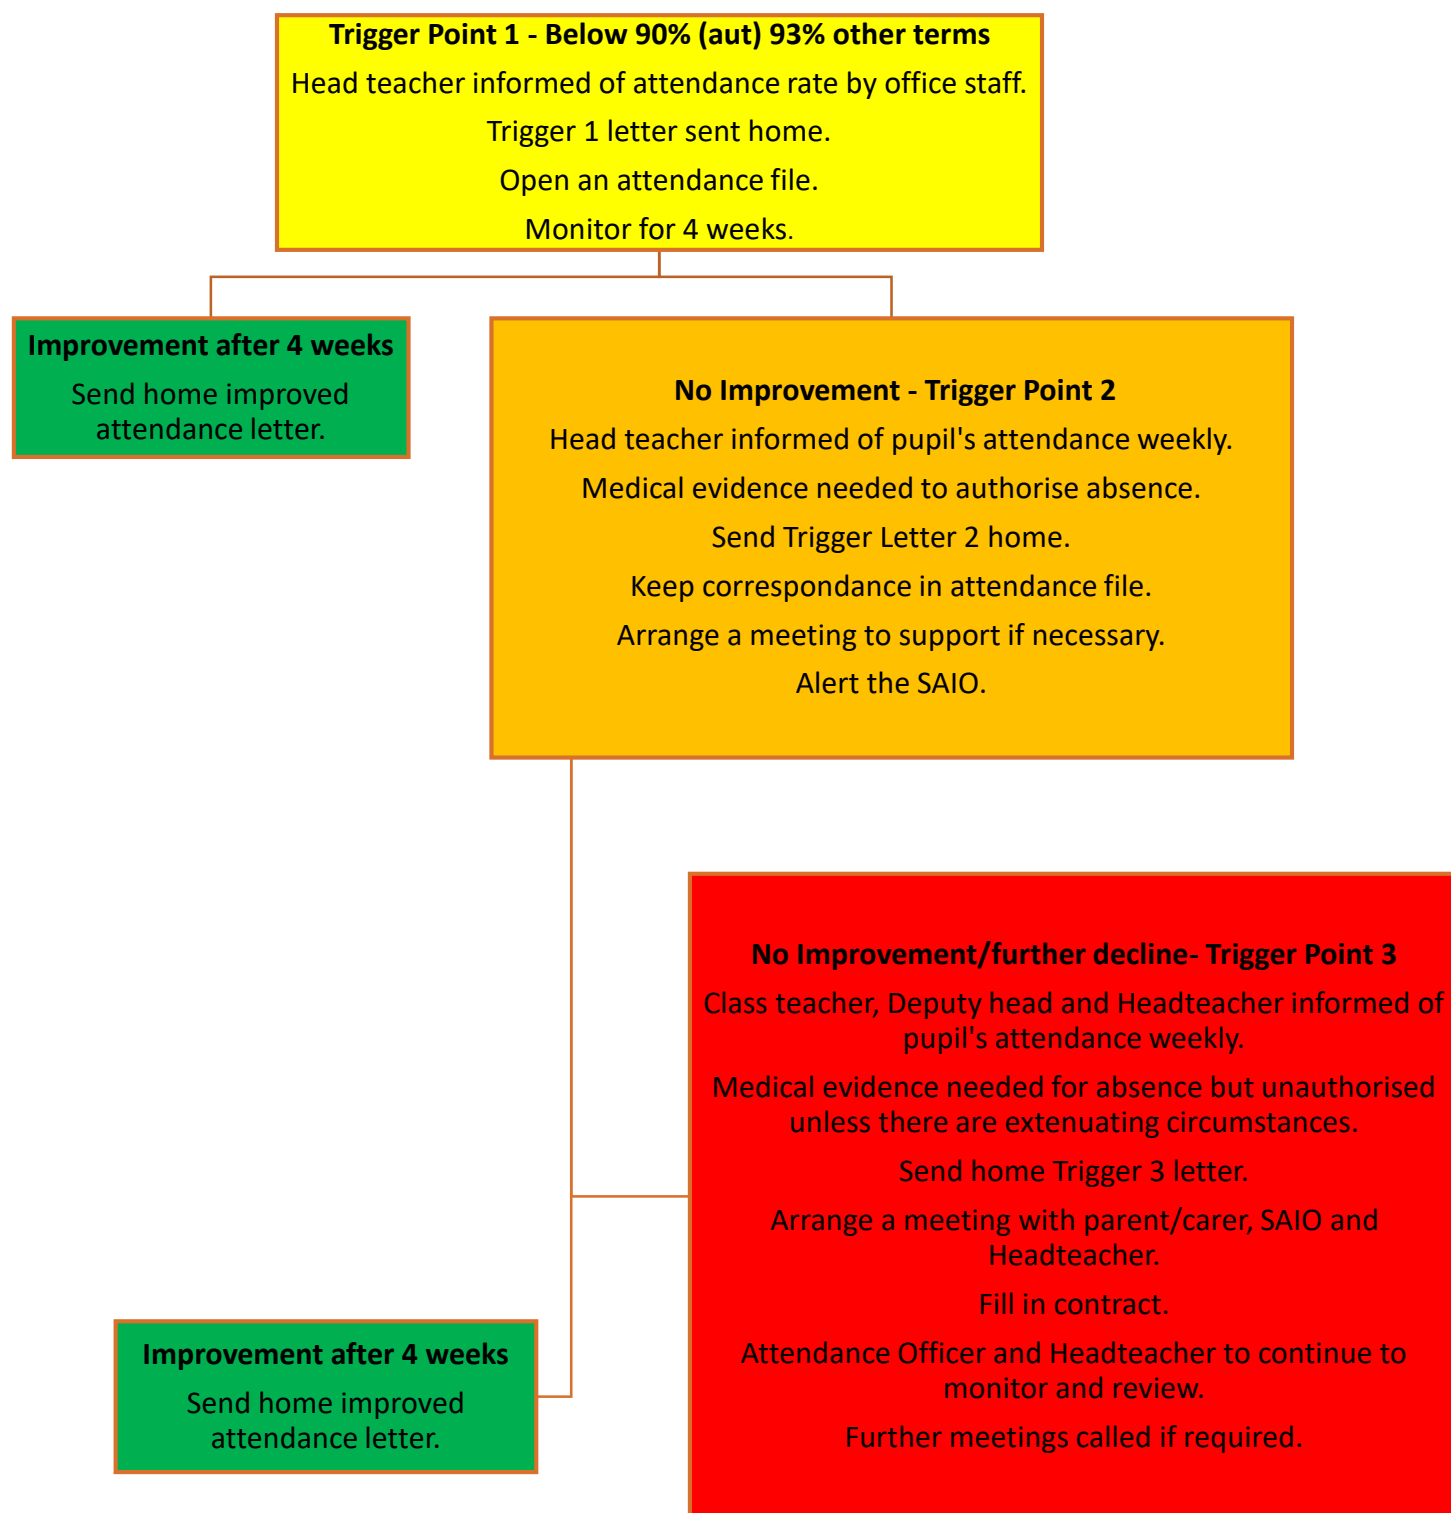 Trigger Point 1 - Below 90% (aut) 93% other terms
Head teacher informed of attendance rate by office staff.
Trigger 1 letter sent home.
Open an attendance file.
Monitor for 4 weeks.
Improvement after 4 weeks
Send home improved
attendance letter.
No Improvement - Trigger Point 2
Head teacher informed of pupil's attendance weekly.
Medical evidence needed to authorise absence.
Send Trigger Letter 2 home.
Keep correspondance in attendance file.
Arrange a meeting to support if necessary.
Alert the SAIO.
No Improvement/further decline- Trigger Point 3
Class teacher, Deputy head and Headteacher informed of
pupil's attendance weekly.
Medical evidence needed for absence but unauthorised
unless there are extenuating circumstances.
Send home Trigger 3 letter.
Arrange a meeting with parent/carer, SAIO and
Headteacher.
Fill in contract.
Attendance Officer and Headteacher to continue to
monitor and review.
Further meetings called if required.
Improvement after 4 weeks
Send home improved
attendance letter.